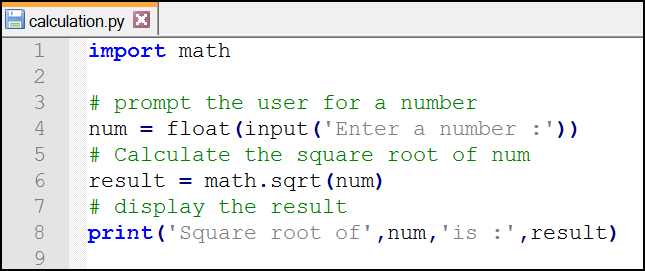 calculation.py
1 import math
2
3 # prompt the user for a number
4 num = float(input('Enter a number :'))
5 # Calculate the square root of num
6 result = math.sqrt(num)
7 # display the result
8 print('Square root of',num,'is :',result)
9